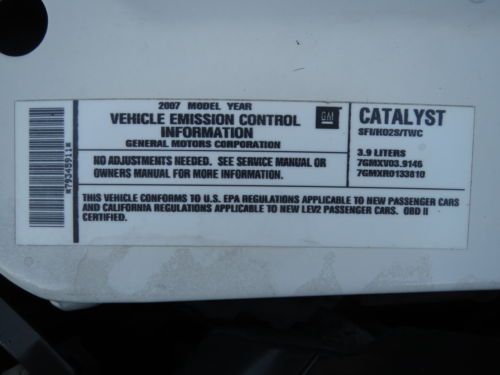 *79345911*
2007 MODEL YEAR
VEHICLE EMISSION CONTROL
INFORMATION
GENERAL MOTORS CORPORATION
GM
CATALYST
SFI/HO2S/TWC
NO ADJUSTMENTS NEEDED. SEE SERVICE MANUAL OR
OWNERS MANUAL FOR MORE INFORMATION.
3.9 LITERS
7GMXV03.9146
7GMXR0133810
THIS VEHICLE CONFORMS TO U.S. EPA REGULATIONS APPLICABLE TO NEW PASSENGER CARS
AND CALIFORNIA REGULATIONS APPLICABLE TO NEW LEV2 PASSENGER CARS. OBD II
CERTIFIED.